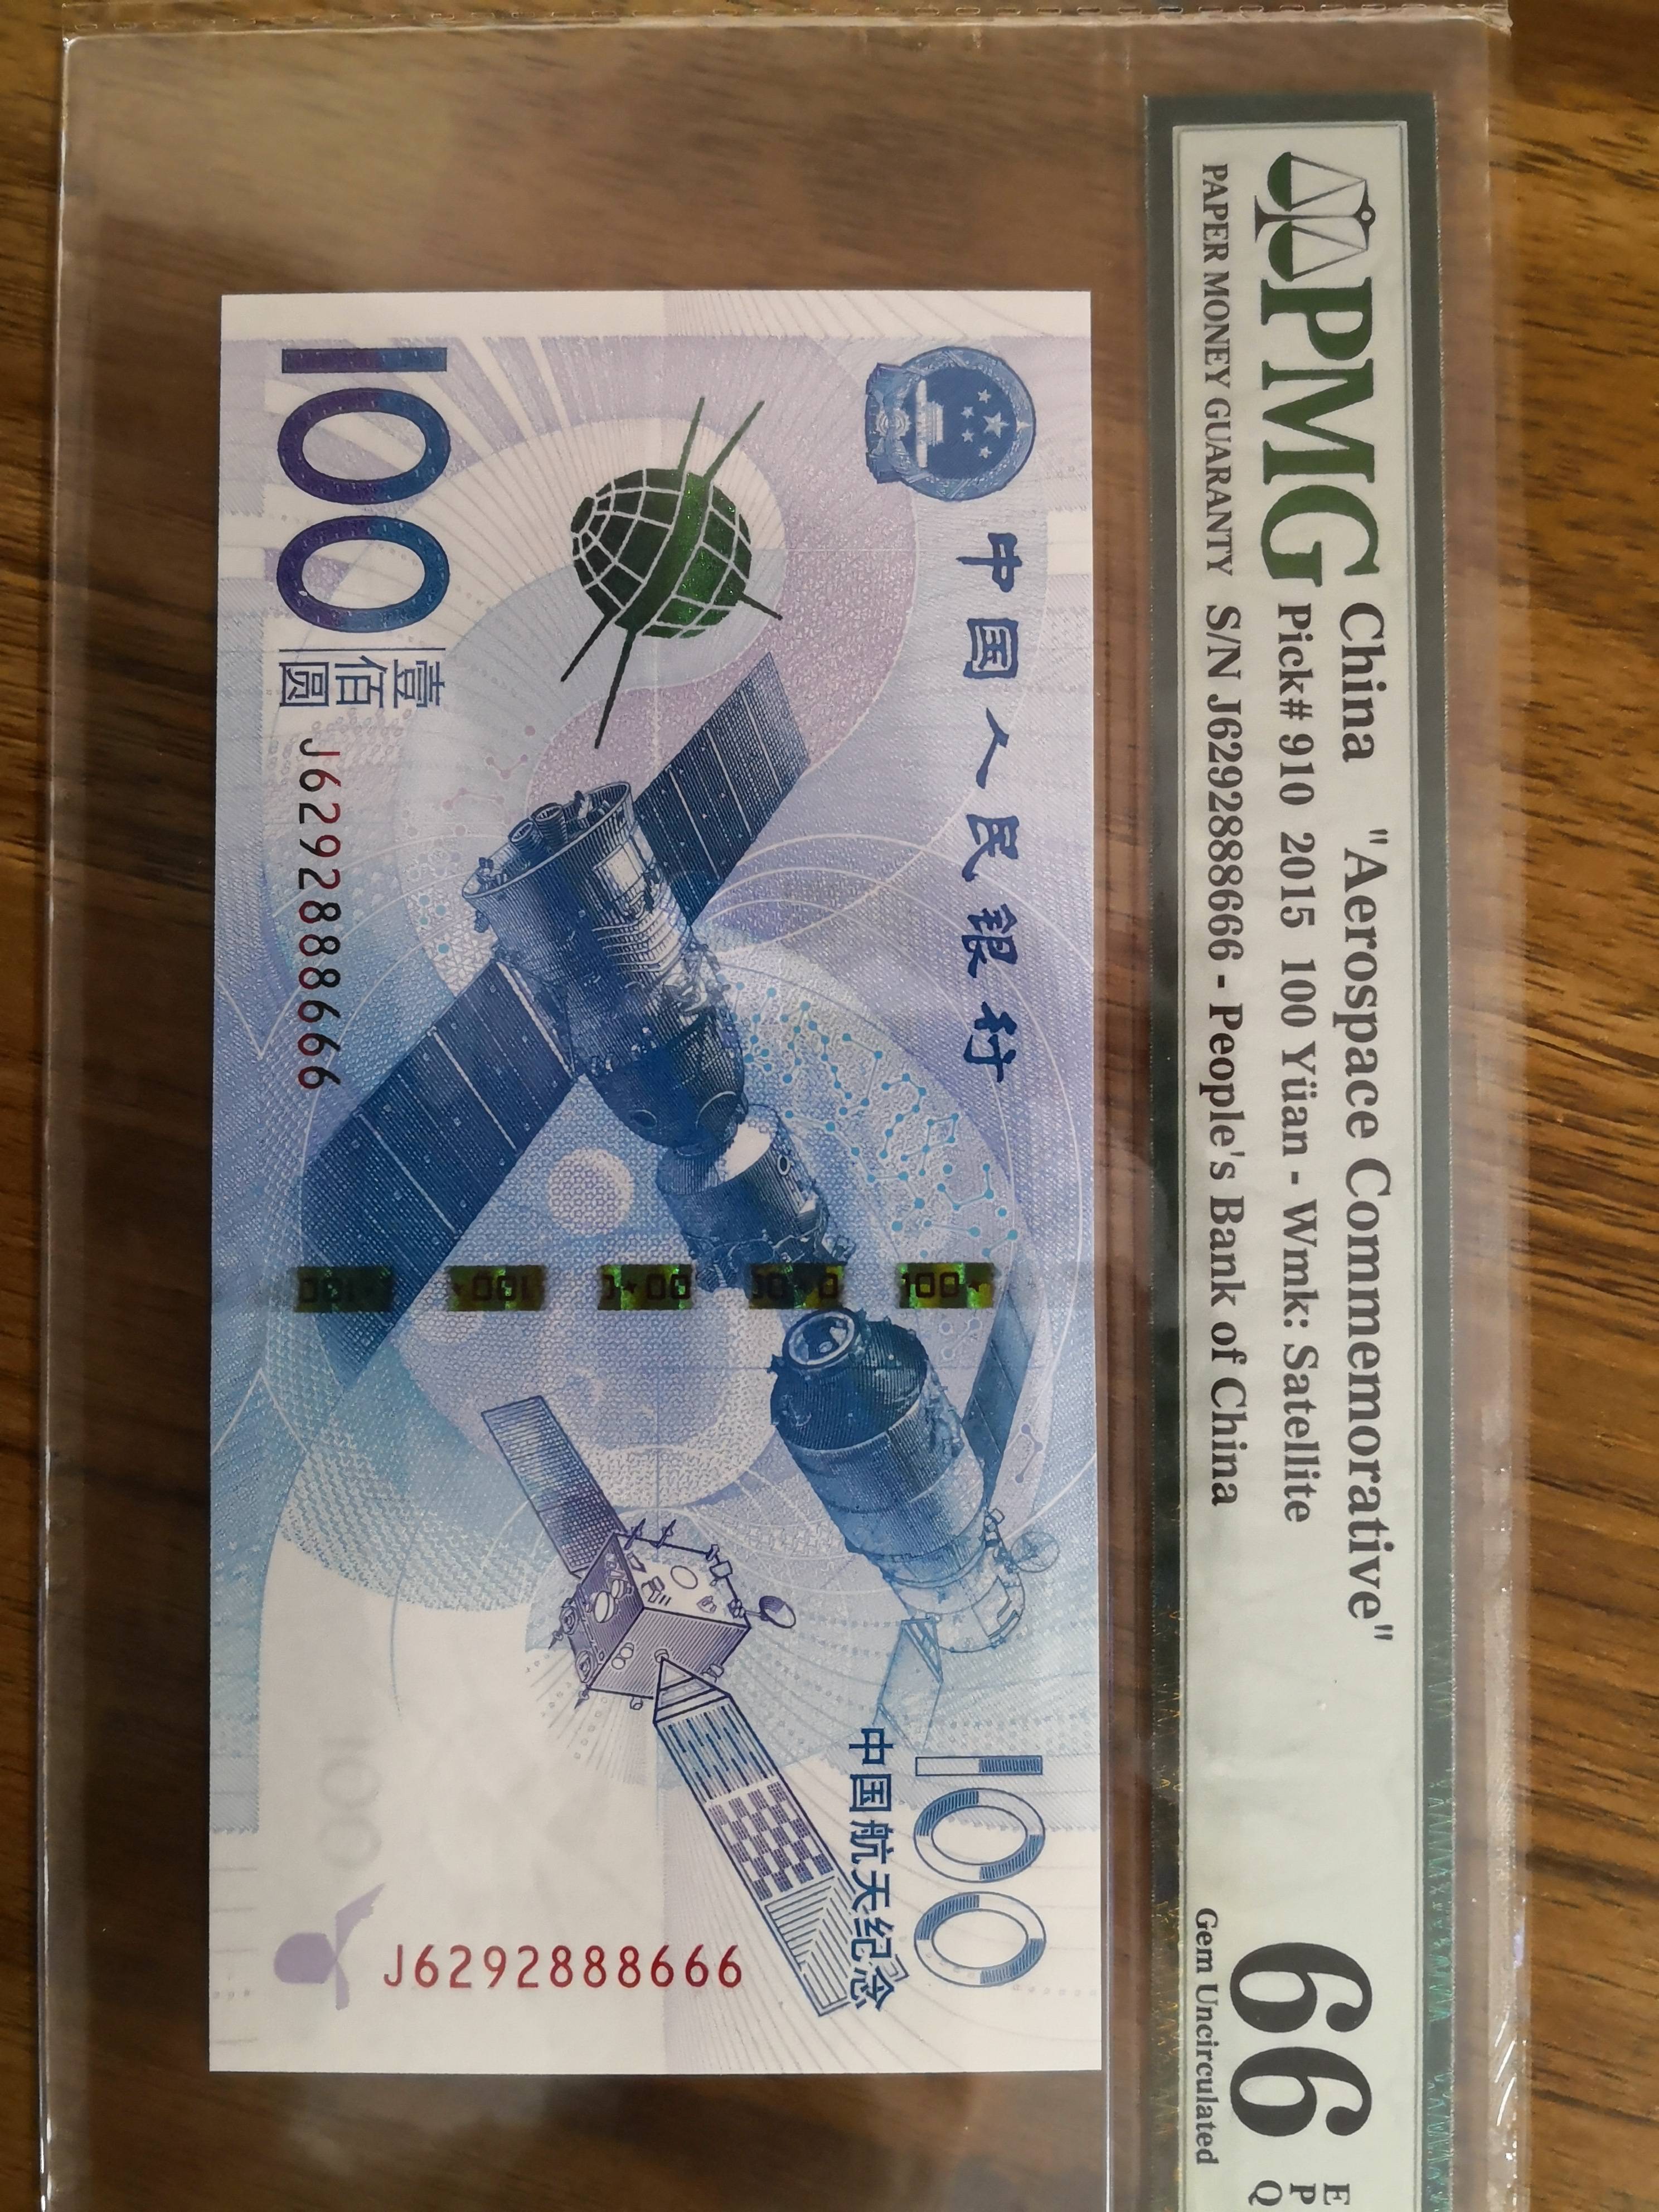 PMG
PAPER MONEY GUARANTY
China "Aerospace Commemorative"
Pick# 910 2015 100 Yüan - Wmk: Satellite
S/N J6292888666 - People's Bank of China
66
Gem Uncirculated
E
P
Q
中国人民银行
100
中国航天纪念
100
壹佰圆
J6292888666
J6292888666
100